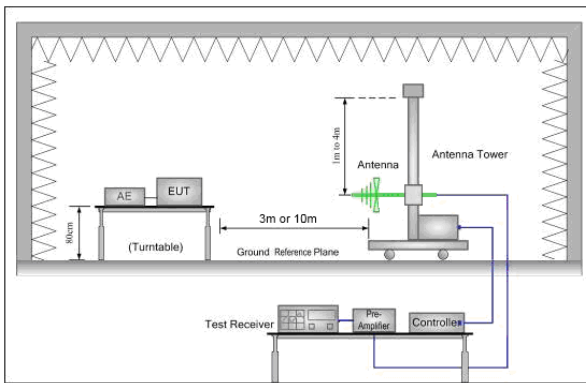 1m to 4m
Antenna
Antenna Tower
AE
EUT
80cm
(Turntable)
3m or 10m
Ground Reference Plane
Test Receiver
Pre-
Amplifier
Controller